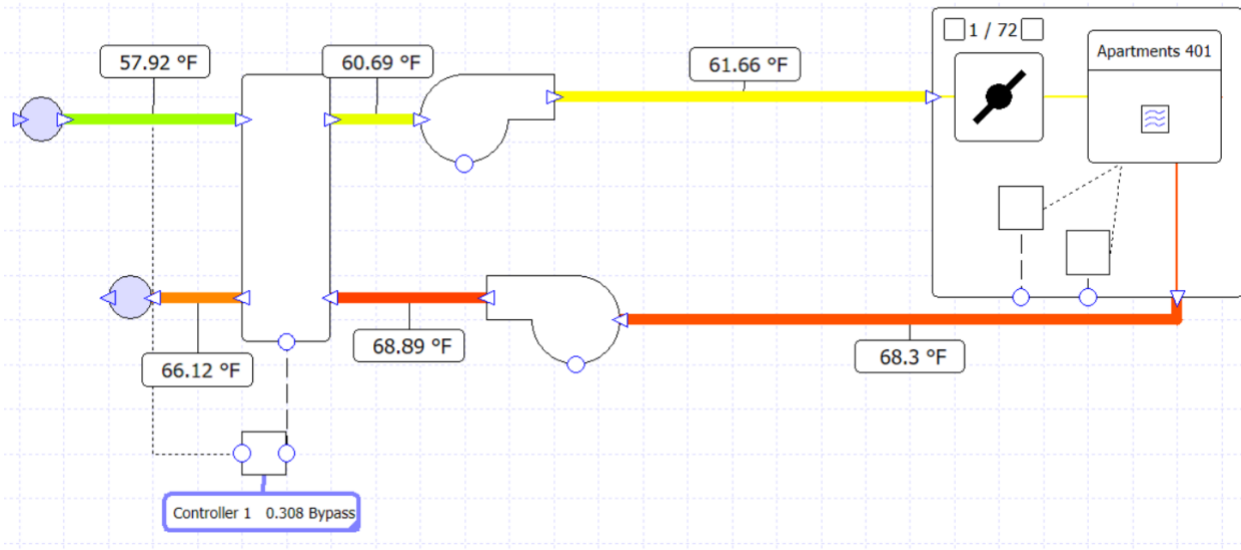 1 / 72
Apartments 401
57.92 °F
60.69 °F
61.66 °F
66.12 °F
68.89 °F
68.3 °F
Controller 1 0.308 Bypass